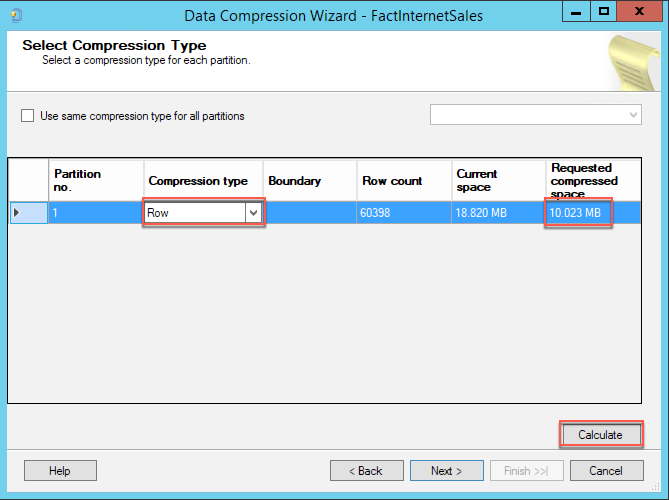 Data Compression Wizard - FactInternetSales
Select Compression Type
Select a compression type for each partition.
Use same compression type for all partitions
Partition no. Compression type Boundary Row count Current space Requested compressed space
1 Row 60398 18.820 MB 10.023 MB
Calculate
Help < Back Next > Finish >>| Cancel